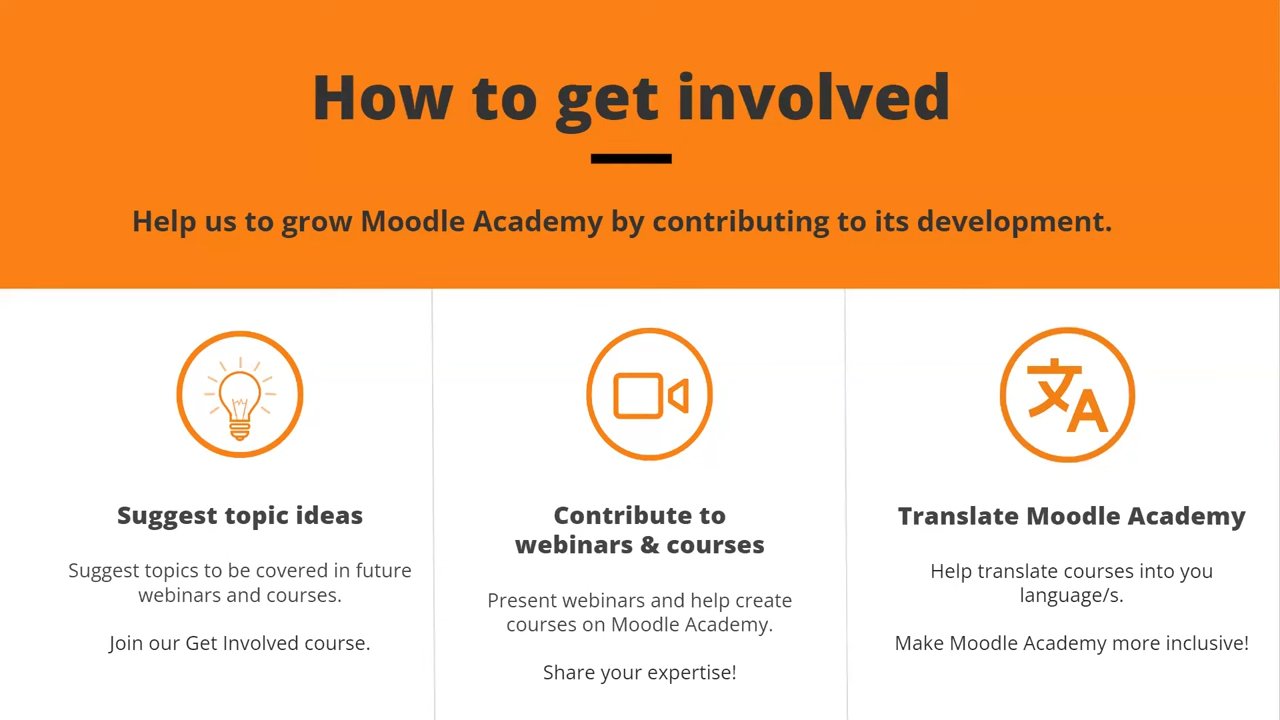 How to get involved
Help us to grow Moodle Academy by contributing to its development.
文A
Suggest topic ideas
Suggest topics to be covered in future
webinars and courses.
Join our Get Involved course.
Contribute to
webinars & courses
Present webinars and help create
courses on Moodle Academy.
Share your expertise!
Translate Moodle Academy
Help translate courses into you
language/s.
Make Moodle Academy more inclusive!